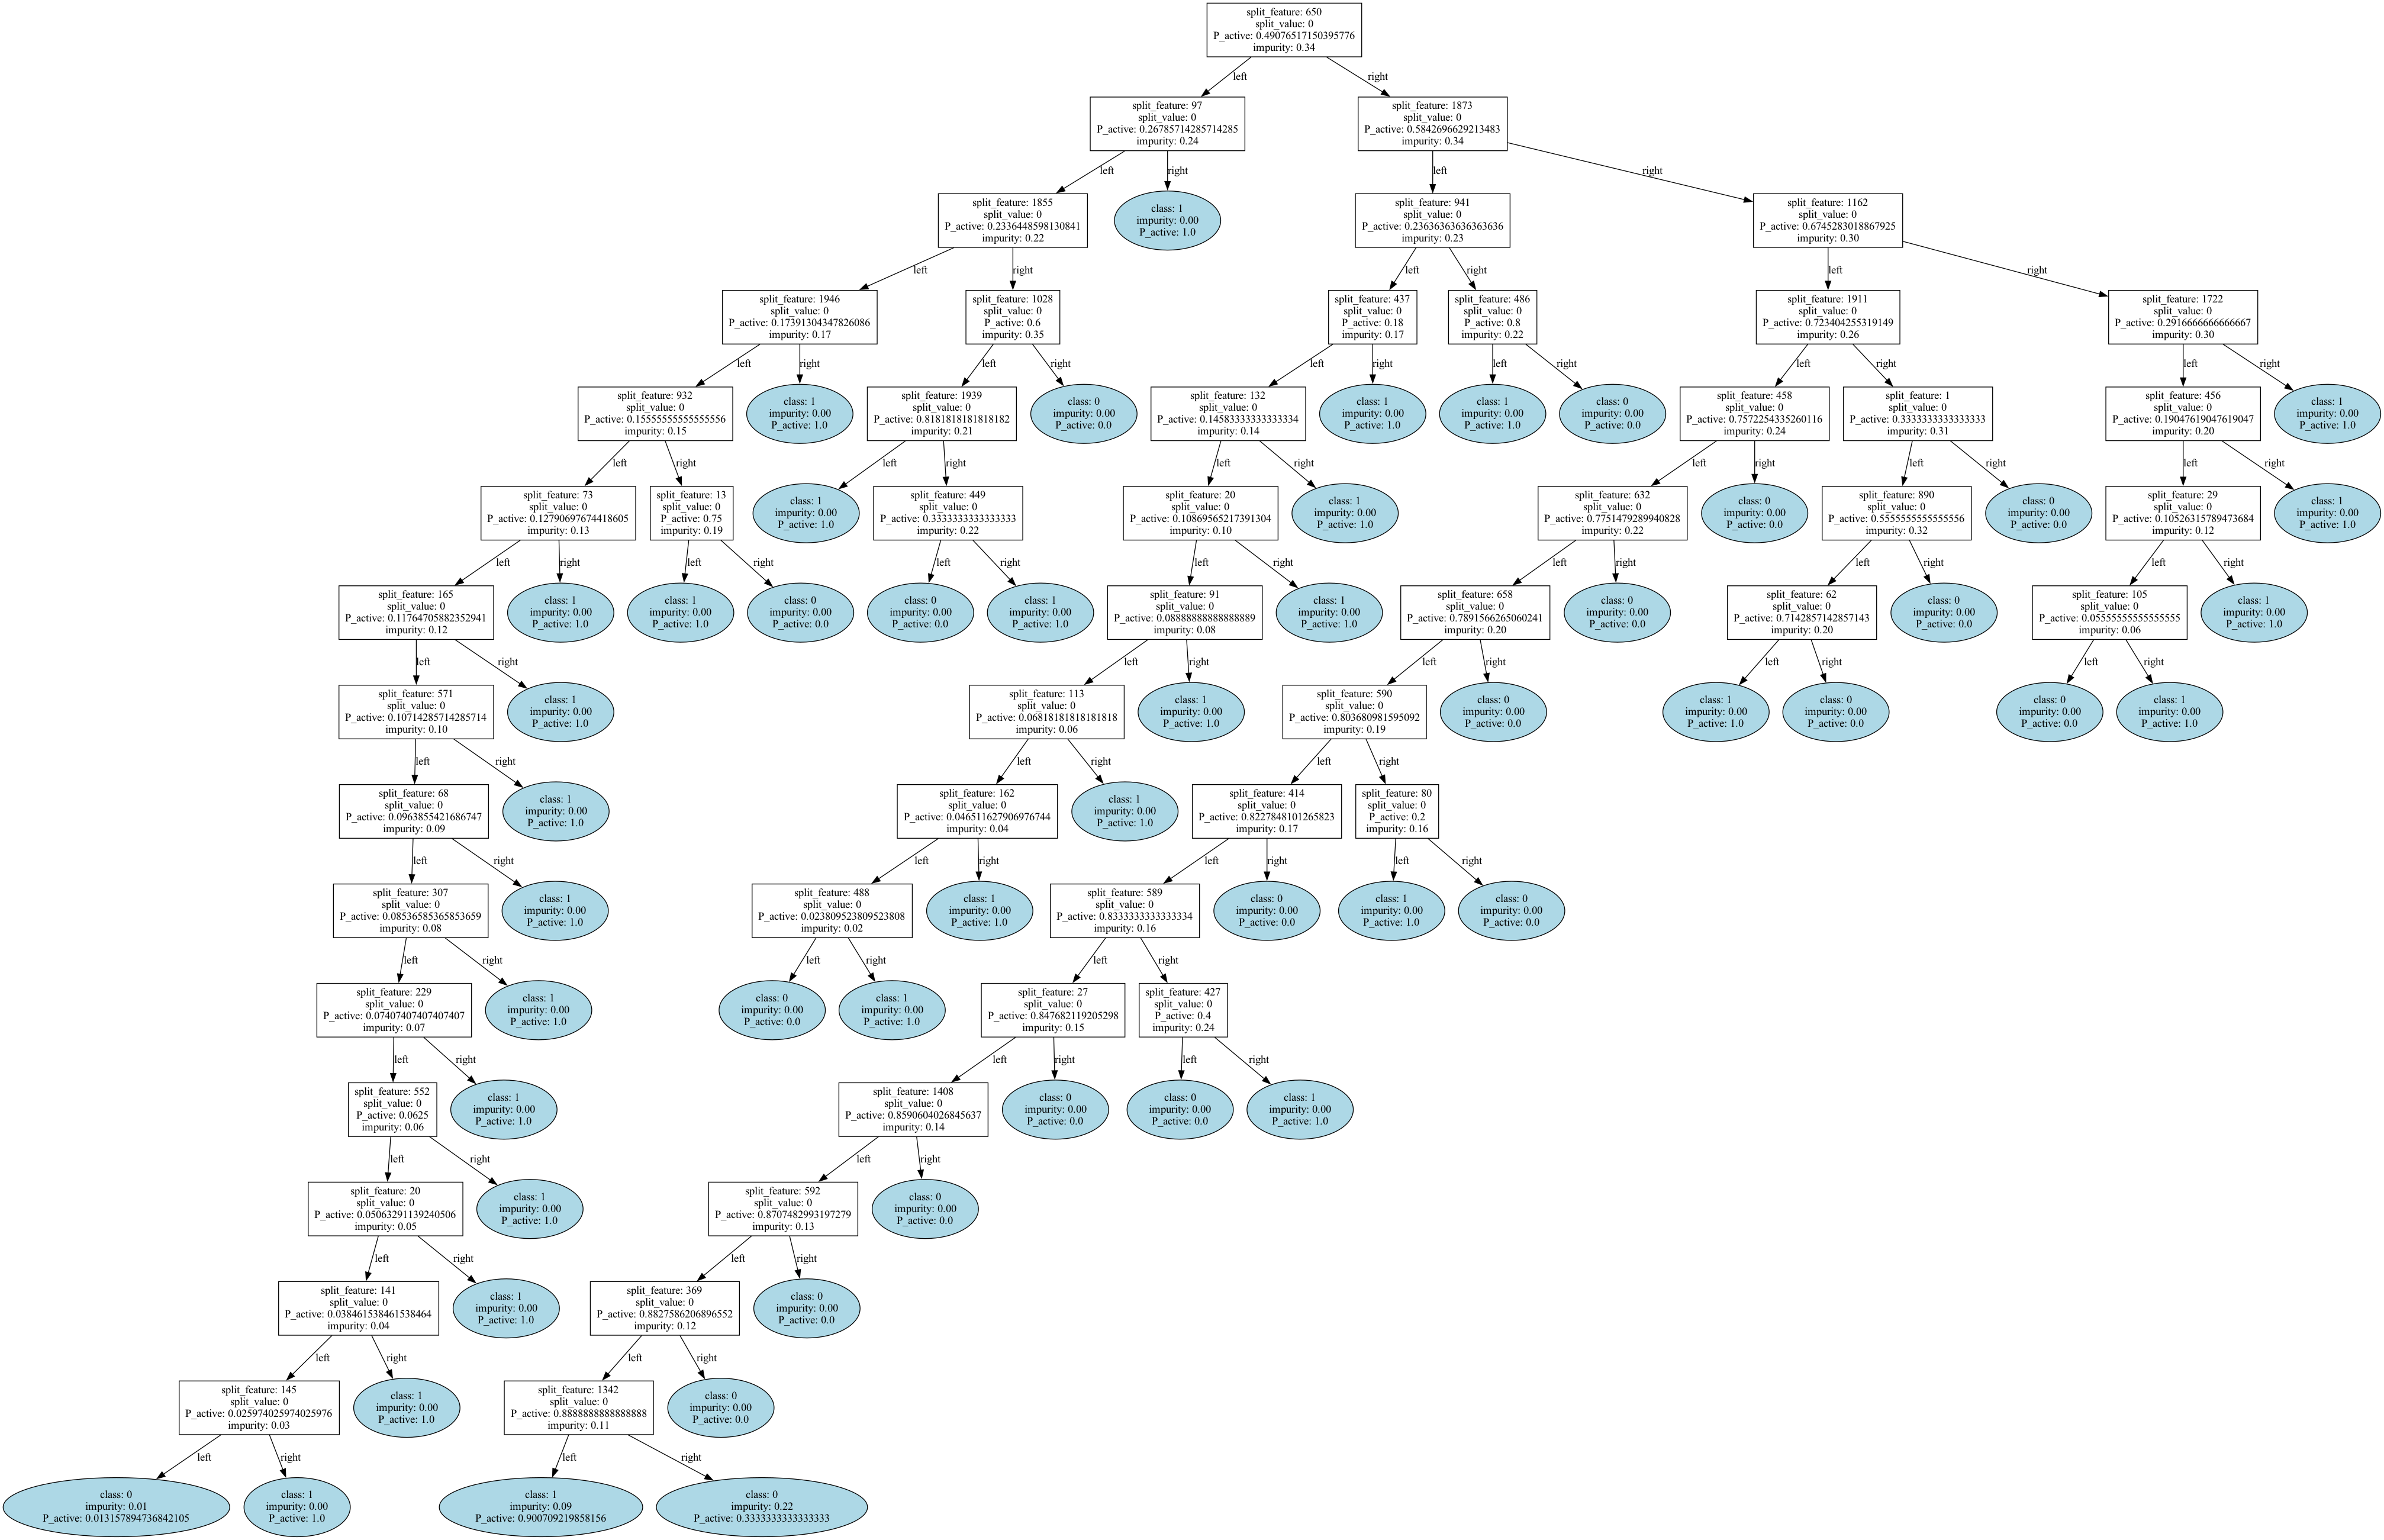 split_feature: 650
split_value: 0
P_active: 0.49076517150395776
impurity: 0.34
left
right
split_feature: 97
split_value: 0
P_active: 0.26785714285714285
impurity: 0.24
split_feature: 1873
split_value: 0
P_active: 0.5842696629213483
impurity: 0.34
left
right
left
right
split_feature: 1855
split_value: 0
P_active: 0.2336448598130841
impurity: 0.22
class: 1
impurity: 0.00
P_active: 1.0
split_feature: 941
split_value: 0
P_active: 0.23636363636363636
impurity: 0.23
split_feature: 1162
split_value: 0
P_active: 0.6745283018867925
impurity: 0.30
left
right
left
right
left
right
split_feature: 1946
split_value: 0
P_active: 0.17391304347826086
impurity: 0.17
split_feature: 1028
split_value: 0
P_active: 0.6
impurity: 0.35
split_feature: 437
split_value: 0
P_active: 0.18
impurity: 0.17
split_feature: 486
split_value: 0
P_active: 0.8
impurity: 0.22
split_feature: 1911
split_value: 0
P_active: 0.723404255319149
impurity: 0.26
split_feature: 1722
split_value: 0
P_active: 0.2916666666666667
impurity: 0.30
left
right
left
right
left
right
left
right
left
right
left
right
split_feature: 932
split_value: 0
P_active: 0.15555555555555556
impurity: 0.15
class: 1
impurity: 0.00
P_active: 1.0
split_feature: 1939
split_value: 0
P_active: 0.8181818181818182
impurity: 0.21
class: 0
impurity: 0.00
P_active: 0.0
split_feature: 132
split_value: 0
P_active: 0.14583333333333334
impurity: 0.14
class: 1
impurity: 0.00
P_active: 1.0
class: 1
impurity: 0.00
P_active: 1.0
class: 0
impurity: 0.00
P_active: 0.0
split_feature: 458
split_value: 0
P_active: 0.7572254335260116
impurity: 0.24
split_feature: 1
split_value: 0
P_active: 0.3333333333333333
impurity: 0.31
split_feature: 456
split_value: 0
P_active: 0.19047619047619047
impurity: 0.20
class: 1
impurity: 0.00
P_active: 1.0
left
right
left
right
left
right
left
right
left
right
left
right
split_feature: 73
split_value: 0
P_active: 0.12790697674418605
impurity: 0.13
split_feature: 13
split_value: 0
P_active: 0.75
impurity: 0.19
class: 1
impurity: 0.00
P_active: 1.0
split_feature: 449
split_value: 0
P_active: 0.3333333333333333
impurity: 0.22
split_feature: 20
split_value: 0
P_active: 0.10869565217391304
impurity: 0.10
class: 1
impurity: 0.00
P_active: 1.0
split_feature: 632
split_value: 0
P_active: 0.7751479289940828
impurity: 0.22
class: 0
impurity: 0.00
P_active: 0.0
split_feature: 890
split_value: 0
P_active: 0.5555555555555556
impurity: 0.32
class: 0
impurity: 0.00
P_active: 0.0
split_feature: 29
split_value: 0
P_active: 0.10526315789473684
impurity: 0.12
class: 1
impurity: 0.00
P_active: 1.0
left
right
left
right
left
right
left
right
left
right
left
right
left
right
split_feature: 165
split_value: 0
P_active: 0.11764705882352941
impurity: 0.12
class: 1
impurity: 0.00
P_active: 1.0
class: 1
impurity: 0.00
P_active: 1.0
class: 0
impurity: 0.00
P_active: 0.0
class: 0
impurity: 0.00
P_active: 0.0
class: 1
impurity: 0.00
P_active: 1.0
split_feature: 91
split_value: 0
P_active: 0.08888888888888889
impurity: 0.08
class: 1
impurity: 0.00
P_active: 1.0
split_feature: 658
split_value: 0
P_active: 0.7891566265060241
impurity: 0.20
class: 0
impurity: 0.00
P_active: 0.0
split_feature: 62
split_value: 0
P_active: 0.7142857142857143
impurity: 0.20
class: 0
impurity: 0.00
P_active: 0.0
split_feature: 105
split_value: 0
P_active: 0.05555555555555555
impurity: 0.06
class: 1
impurity: 0.00
P_active: 1.0
left
right
left
right
left
right
left
right
left
right
split_feature: 571
split_value: 0
P_active: 0.10714285714285714
impurity: 0.10
class: 1
impurity: 0.00
P_active: 1.0
split_feature: 113
split_value: 0
P_active: 0.06818181818181818
impurity: 0.06
class: 1
impurity: 0.00
P_active: 1.0
split_feature: 590
split_value: 0
P_active: 0.803680981595092
impurity: 0.19
class: 0
impurity: 0.00
P_active: 0.0
class: 1
impurity: 0.00
P_active: 1.0
class: 0
impurity: 0.00
P_active: 0.0
class: 0
impurity: 0.00
P_active: 0.0
class: 1
impurity: 0.00
P_active: 1.0
left
right
left
right
left
right
split_feature: 68
split_value: 0
P_active: 0.0963855421686747
impurity: 0.09
class: 1
impurity: 0.00
P_active: 1.0
split_feature: 162
split_value: 0
P_active: 0.046511627906976744
impurity: 0.04
class: 1
impurity: 0.00
P_active: 1.0
split_feature: 414
split_value: 0
P_active: 0.8227848101265823
impurity: 0.17
split_feature: 80
split_value: 0
P_active: 0.2
impurity: 0.16
left
right
left
right
left
right
left
right
split_feature: 307
split_value: 0
P_active: 0.08536585365853659
impurity: 0.08
class: 1
impurity: 0.00
P_active: 1.0
split_feature: 488
split_value: 0
P_active: 0.023809523809523808
impurity: 0.02
class: 1
impurity: 0.00
P_active: 1.0
split_feature: 589
split_value: 0
P_active: 0.8333333333333334
impurity: 0.16
class: 0
impurity: 0.00
P_active: 0.0
class: 1
impurity: 0.00
P_active: 1.0
class: 0
impurity: 0.00
P_active: 0.0
left
right
left
right
left
right
split_feature: 229
split_value: 0
P_active: 0.07407407407407407
impurity: 0.07
class: 1
impurity: 0.00
P_active: 1.0
class: 0
impurity: 0.00
P_active: 0.0
class: 1
impurity: 0.00
P_active: 1.0
split_feature: 27
split_value: 0
P_active: 0.847682119205298
impurity: 0.15
split_feature: 427
split_value: 0
P_active: 0.4
impurity: 0.24
left
right
left
right
left
right
split_feature: 552
split_value: 0
P_active: 0.0625
impurity: 0.06
class: 1
impurity: 0.00
P_active: 1.0
split_feature: 1408
split_value: 0
P_active: 0.8590604026845637
impurity: 0.14
class: 0
impurity: 0.00
P_active: 0.0
class: 0
impurity: 0.00
P_active: 0.0
class: 1
impurity: 0.00
P_active: 1.0
left
right
left
right
split_feature: 20
split_value: 0
P_active: 0.05063291139240506
impurity: 0.05
class: 1
impurity: 0.00
P_active: 1.0
split_feature: 592
split_value: 0
P_active: 0.8707482993197279
impurity: 0.13
class: 0
impurity: 0.00
P_active: 0.0
left
right
left
right
split_feature: 141
split_value: 0
P_active: 0.038461538461538464
impurity: 0.04
class: 1
impurity: 0.00
P_active: 1.0
split_feature: 369
split_value: 0
P_active: 0.8827586206896552
impurity: 0.12
class: 0
impurity: 0.00
P_active: 0.0
left
right
left
right
split_feature: 145
split_value: 0
P_active: 0.025974025974025976
impurity: 0.03
class: 1
impurity: 0.00
P_active: 1.0
split_feature: 1342
split_value: 0
P_active: 0.8888888888888888
impurity: 0.11
class: 0
impurity: 0.00
P_active: 0.0
left
right
left
right
class: 0
impurity: 0.01
P_active: 0.013157894736842105
class: 1
impurity: 0.00
P_active: 1.0
class: 1
impurity: 0.09
P_active: 0.900709219858156
class: 0
impurity: 0.22
P_active: 0.3333333333333333